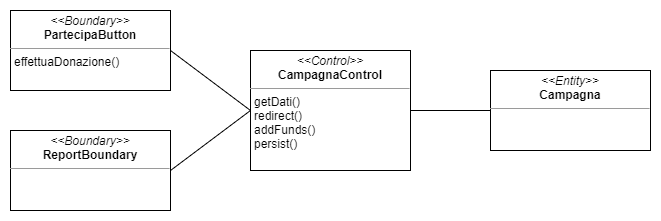 <<Boundary>>
PartecipaButton
effettuaDonazione()
<<Boundary>>
ReportBoundary
<<Control>>
CampagnaControl
getDati()
redirect()
addFunds()
persist()
<<Entity>>
Campagna